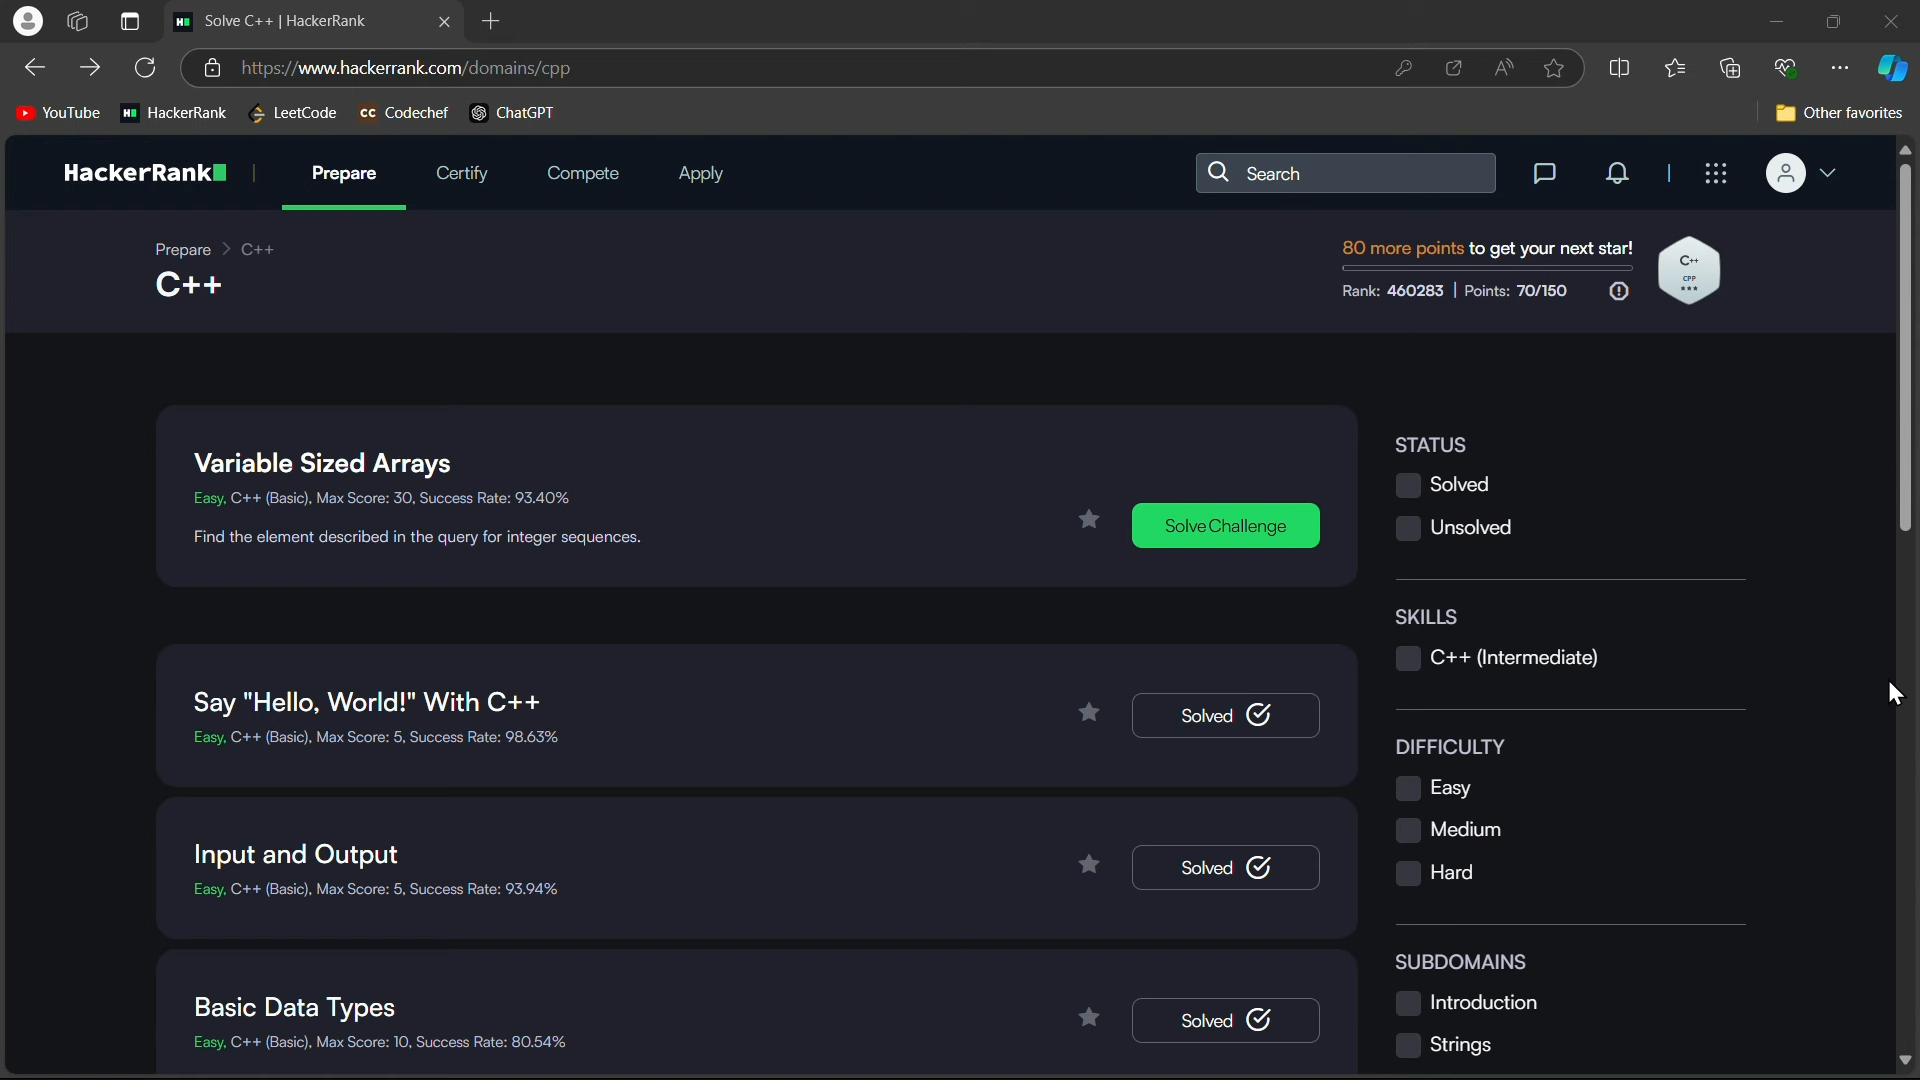 Solve C++ | HackerRank
https://www.hackerrank.com/domains/cpp
YouTube HackerRank LeetCode CC Codechef ChatGPT Other favorites
HackerRank | Prepare Certify Compete Apply Search
Prepare > C++
C++
80 more points to get your next star!
Rank: 460283 | Points: 70/150
C++
CPP
Variable Sized Arrays
Easy, C++ (Basic), Max Score: 30, Success Rate: 93.40%
Find the element described in the query for integer sequences.
Solve Challenge
Say "Hello, World!" With C++
Easy, C++ (Basic), Max Score: 5, Success Rate: 98.63%
Solved
Input and Output
Easy, C++ (Basic), Max Score: 5, Success Rate: 93.94%
Solved
Basic Data Types
Easy, C++ (Basic), Max Score: 10, Success Rate: 80.54%
Solved
STATUS
Solved
Unsolved
SKILLS
C++ (Intermediate)
DIFFICULTY
Easy
Medium
Hard
SUBDOMAINS
Introduction
Strings